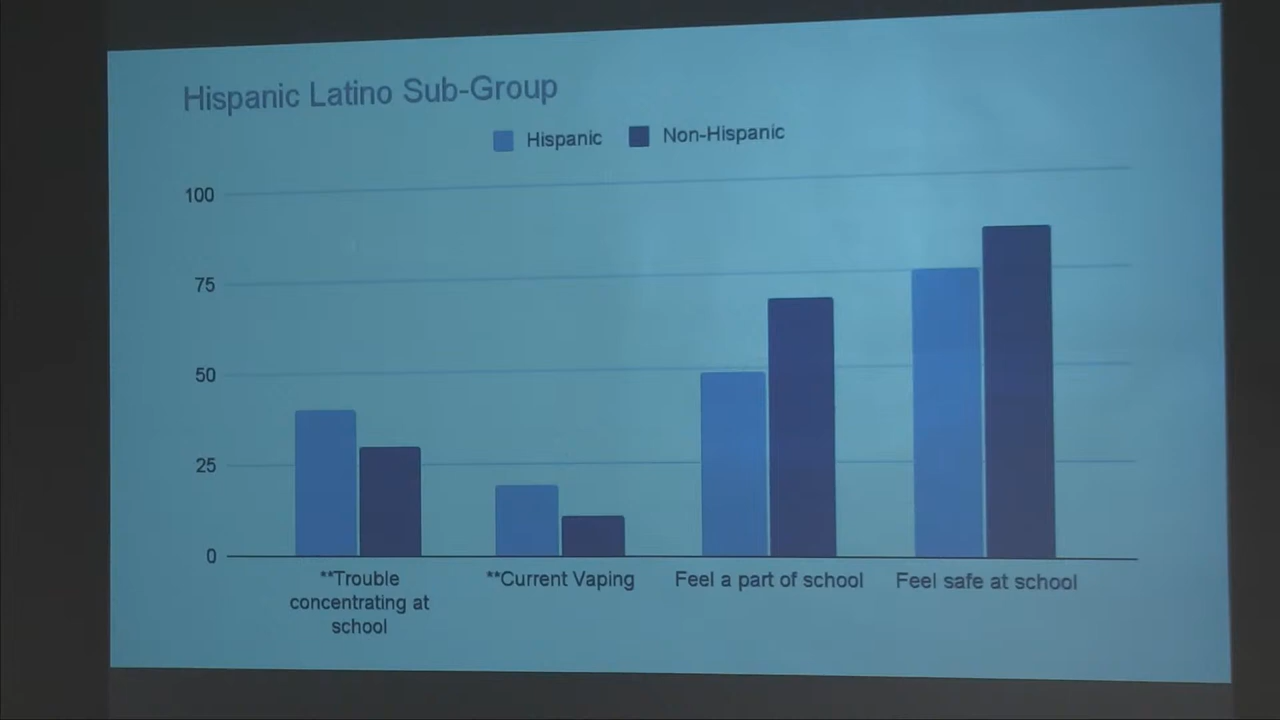 Hispanic Latino Sub-Group
Hispanic Non-Hispanic
100
75
50
25
0
**Trouble
concentrating at
school
**Current Vaping
Feel a part of school
Feel safe at school